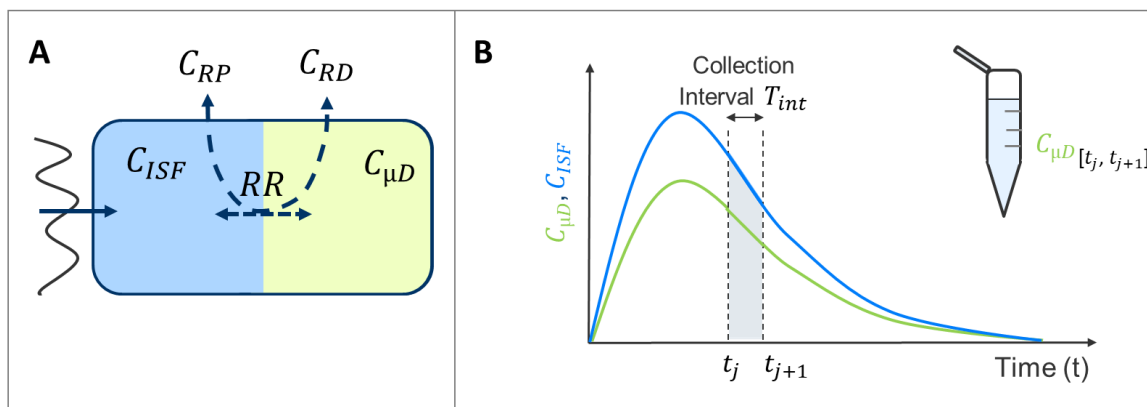 A
C_RP
C_RD
C_ISF
RR
C_μD
B
Collection
Interval T_int
C_μD, C_ISF
C_μD [t_j, t_j+1]
t_j
t_j+1
Time (t)